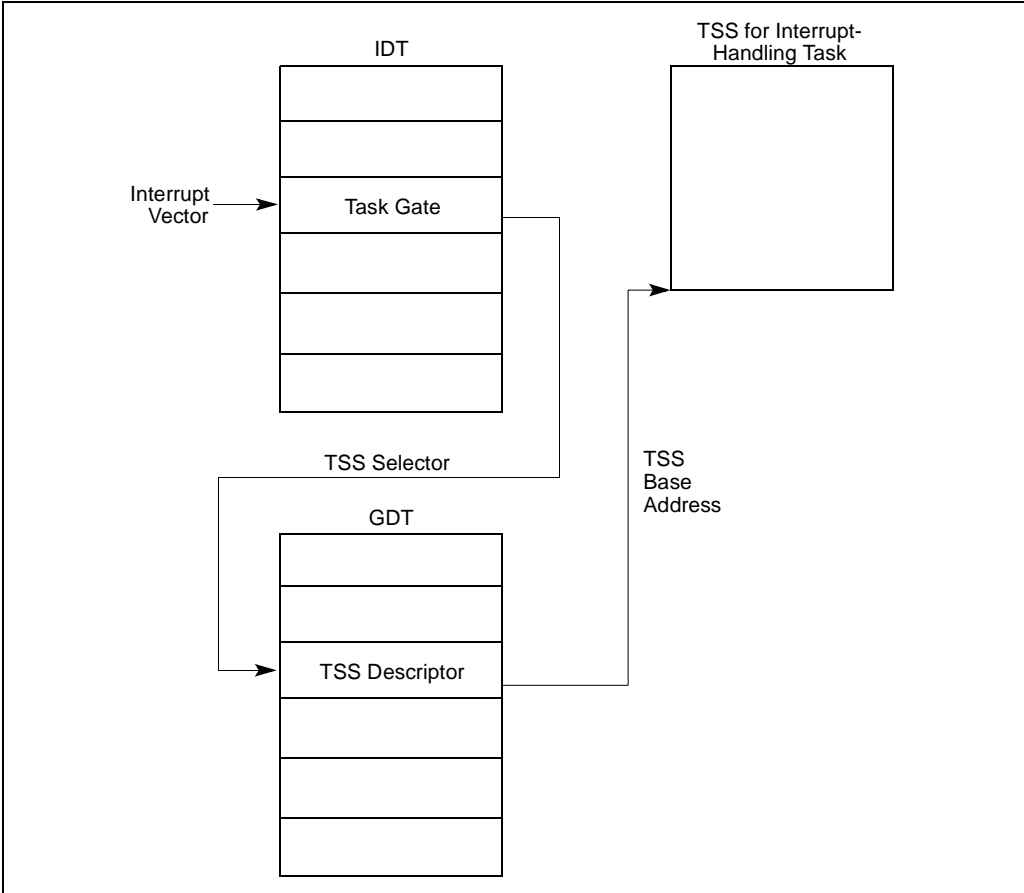 IDT
TSS for Interrupt-
Handling Task
Interrupt
Vector
Task Gate
TSS Selector
TSS
Base
Address
GDT
TSS Descriptor